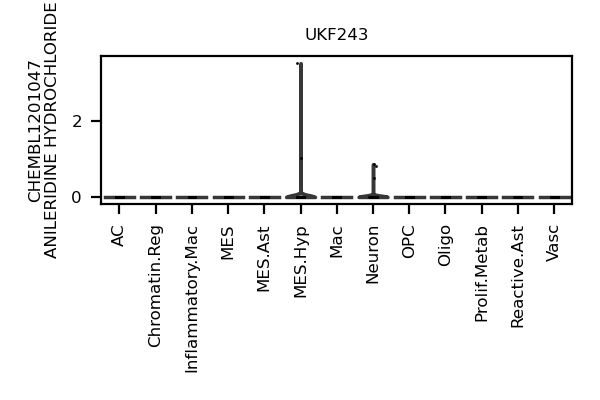 UKF243
CHEMBL1201047
ANILERIDINE HYDROCHLORIDE
2
0
AC
Chromatin.Reg
Inflammatory.Mac
MES
MES.Ast
MES.Hyp
Mac
Neuron
OPC
Oligo
Prolif.Metab
Reactive.Ast
Vasc